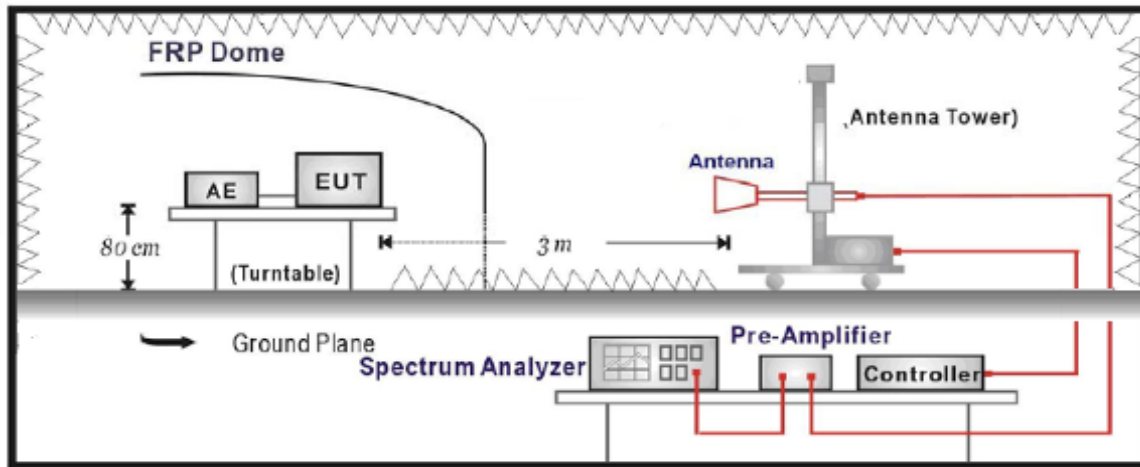 FRP Dome
(Antenna Tower)
Antenna
AE
EUT
80 cm
3 m
(Turntable)
Ground Plane
Spectrum Analyzer
Pre-Amplifier
Controller